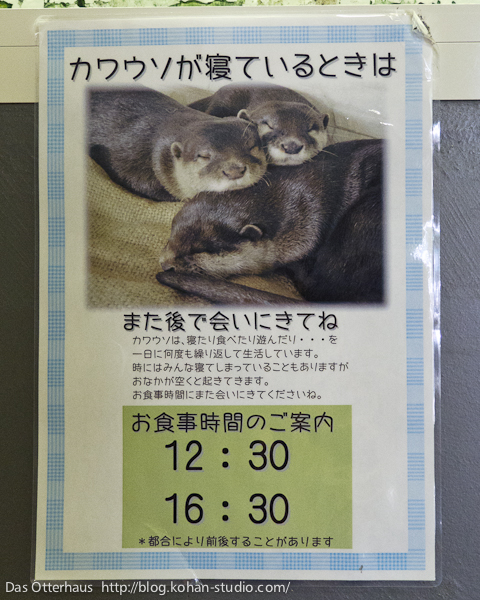 カワウソが寝ているときは
また後で会いにきてね
カワウソは、寝たり食べたり遊んだり・・・を
一日に何度も繰り返して生活しています。
時にはみんな寝てしまっていることもありますが
おなかが空くと起きてきます。
お食事時間にまた会いにきてくださいね。
お食事時間のご案内
12：30
16：30
＊都合により前後することがあります
Das Otterhaus http://blog.kohan-studio.com/